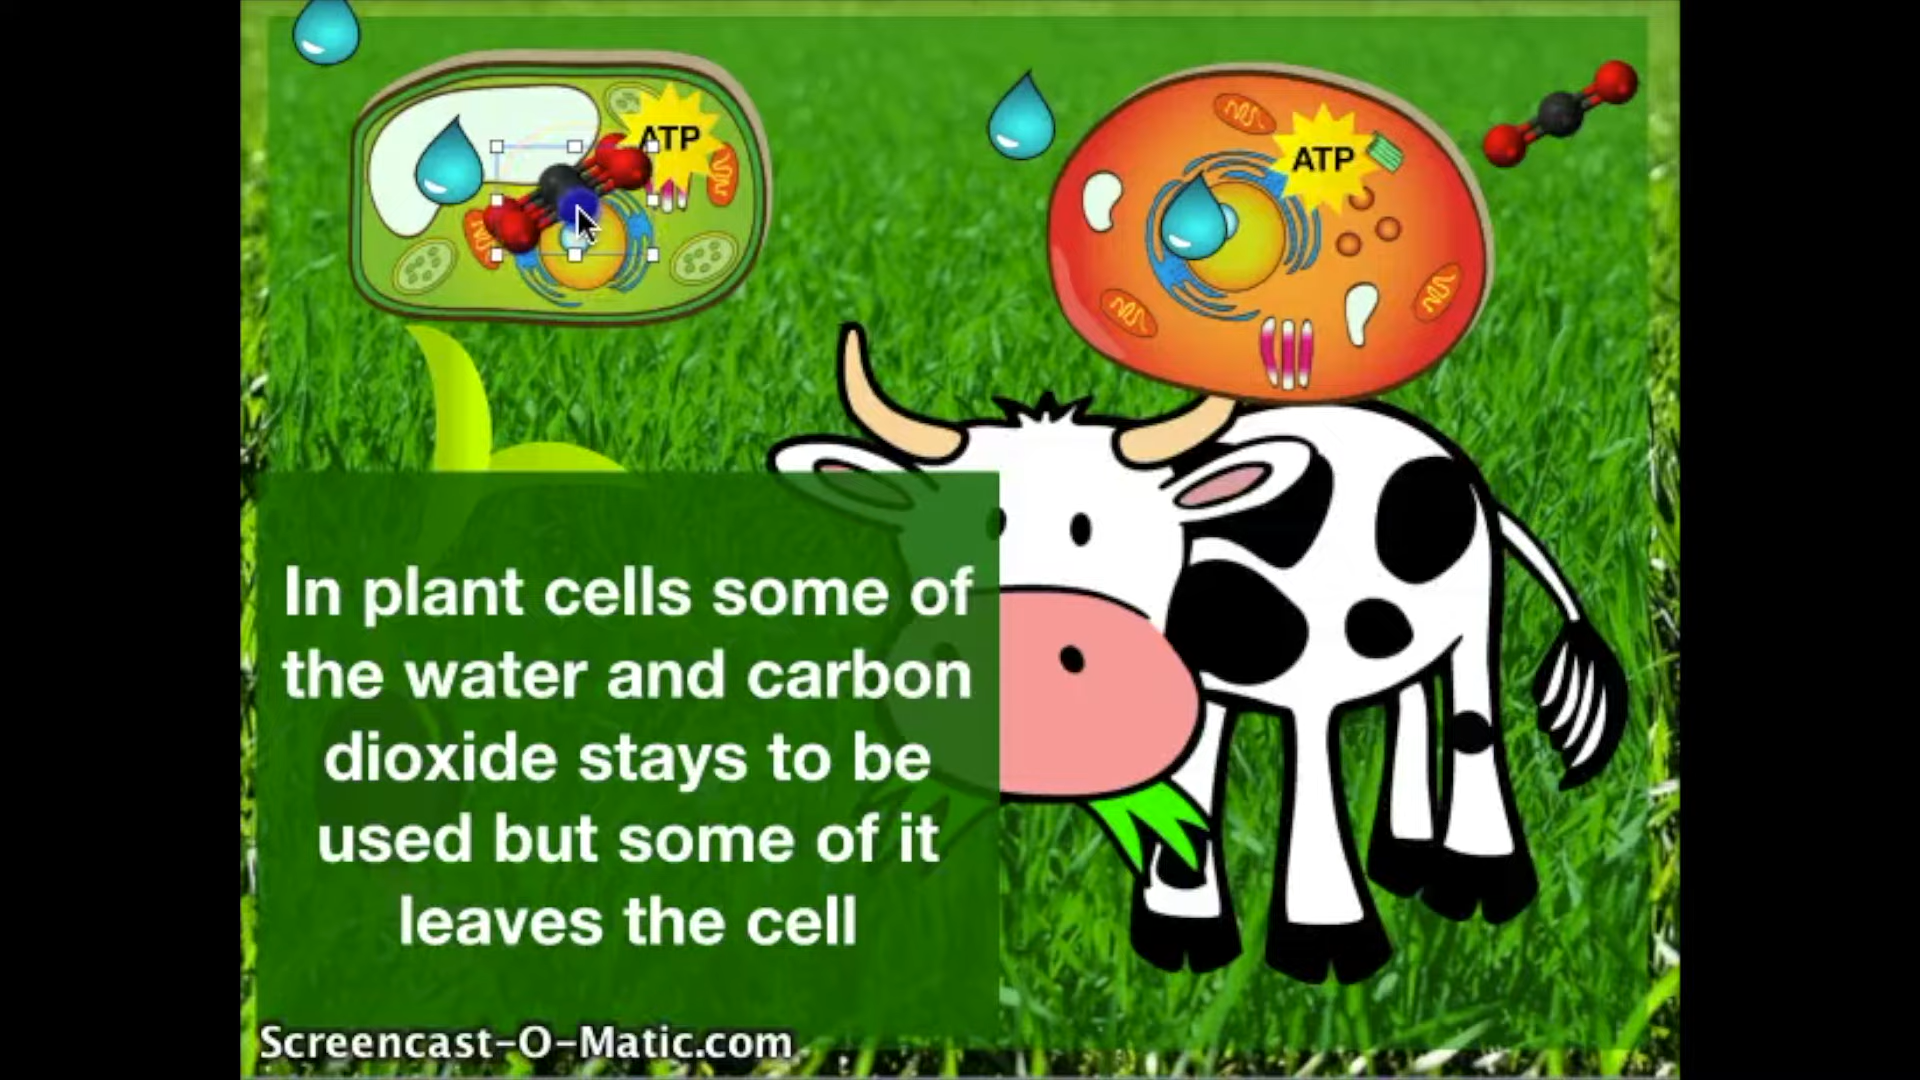 ATP
ATP
In plant cells some of
the water and carbon
dioxide stays to be
used but some of it
leaves the cell
Screencast-O-Matic.com